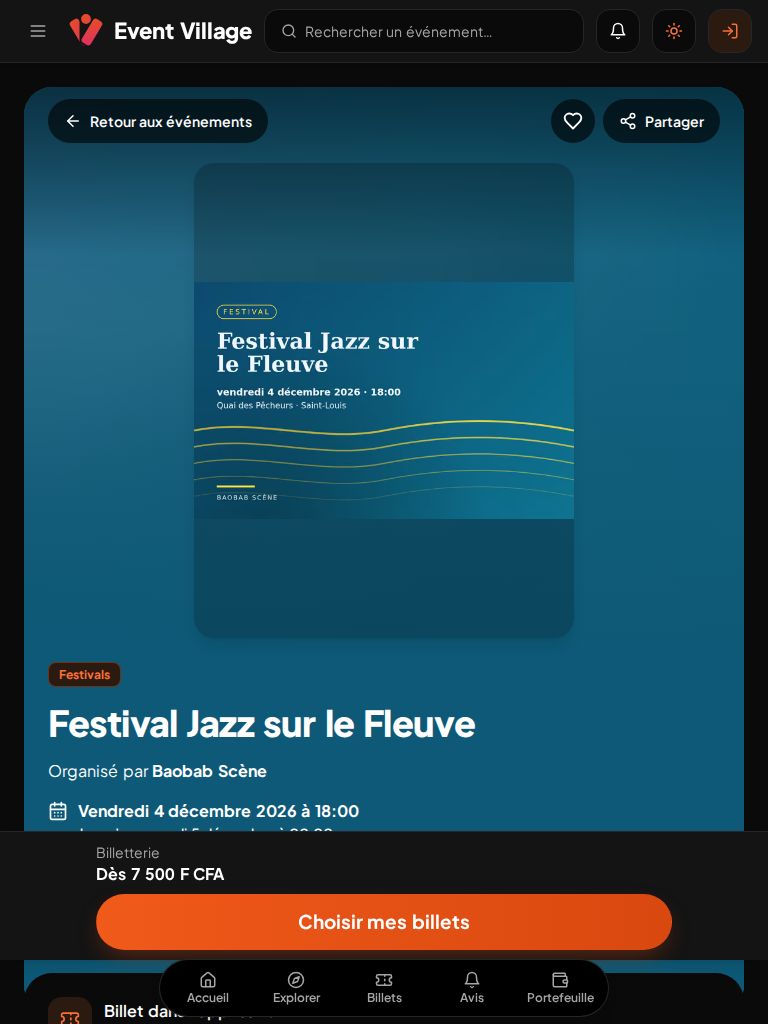 Event Village
Rechercher un événement...
Retour aux événements
Partager
FESTIVAL
Festival Jazz sur
le Fleuve
vendredi 4 décembre 2026 · 18:00
Quai des Pêcheurs · Saint-Louis
BAOBAB SCÈNE
Festivals
Festival Jazz sur le Fleuve
Organisé par Baobab Scène
Vendredi 4 décembre 2026 à 18:00
Billetterie
Dès 7 500 F CFA
Choisir mes billets
Accueil
Explorer
Billets
Avis
Portefeuille
Billet